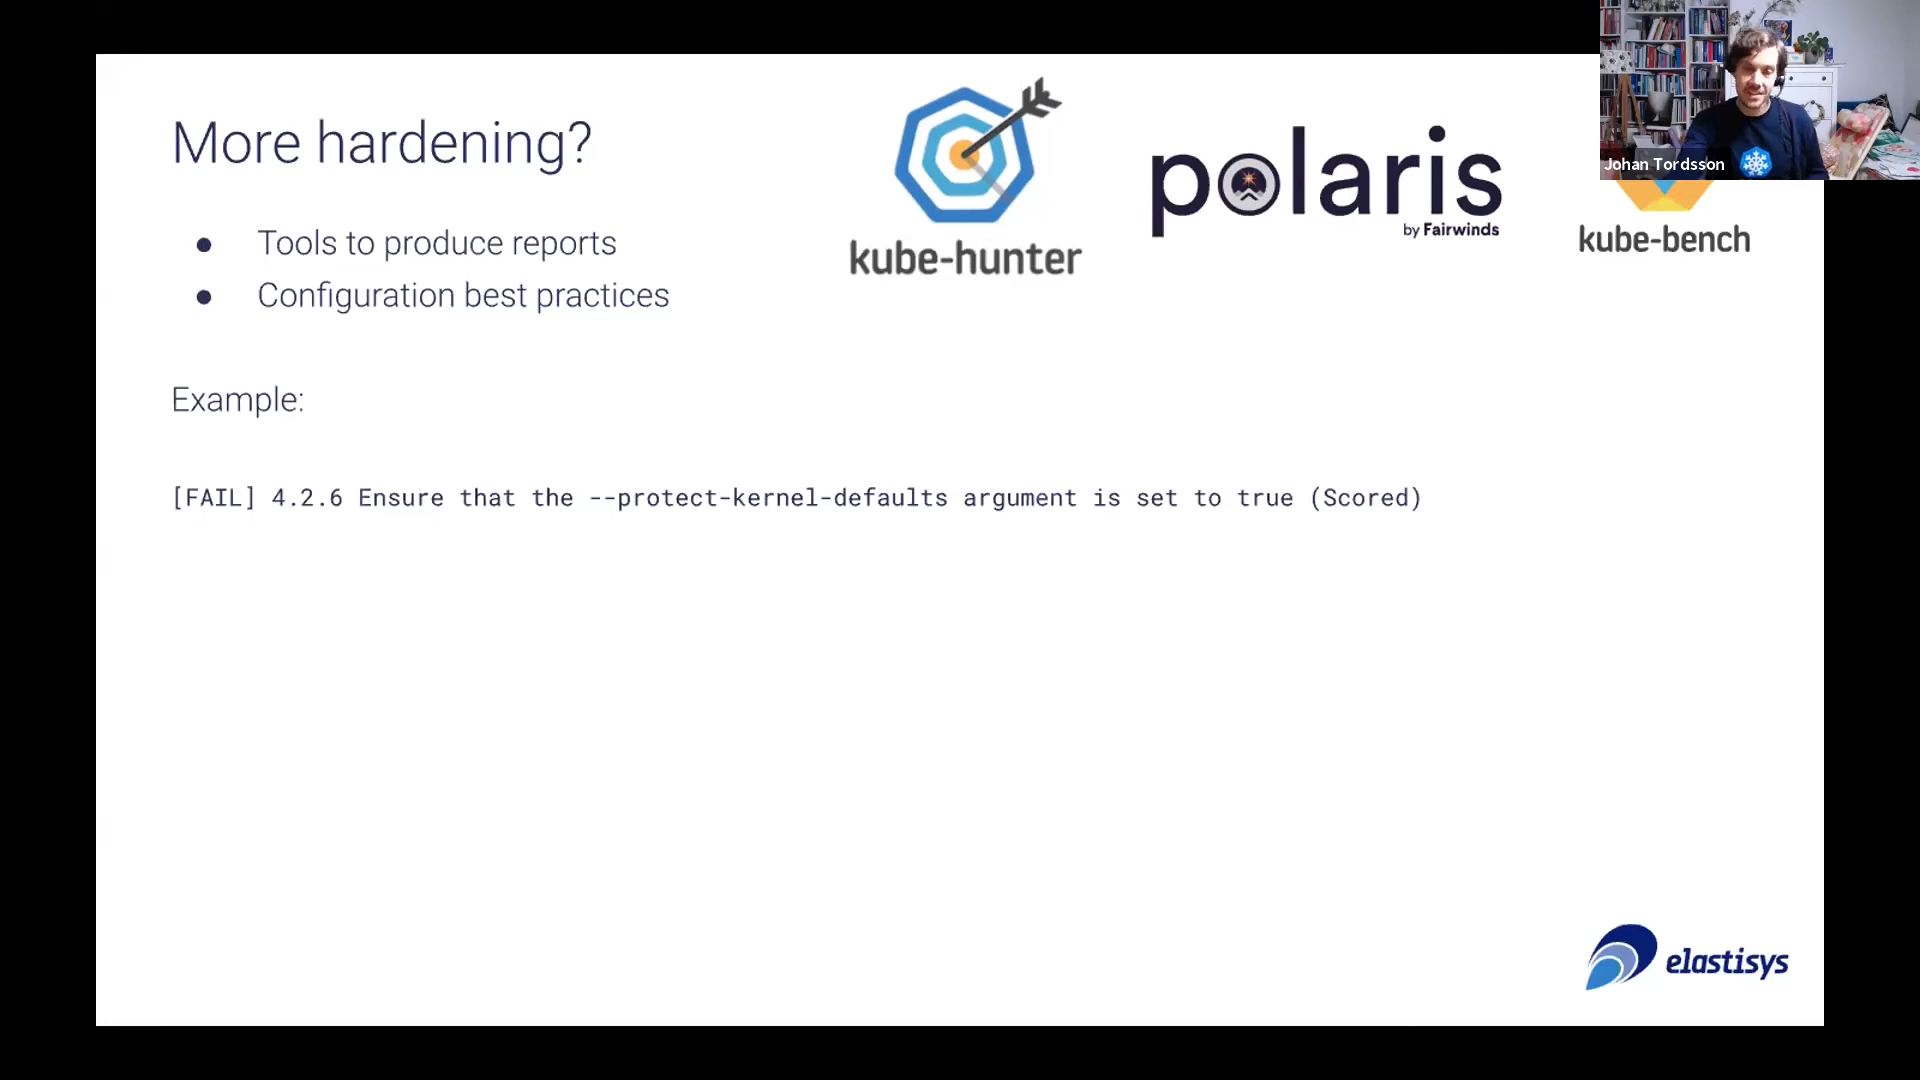 More hardening?
● Tools to produce reports
● Configuration best practices
kube-hunter
polaris
by Fairwinds
Johan Tordsson
kube-bench
Example:
[FAIL] 4.2.6 Ensure that the --protect-kernel-defaults argument is set to true (Scored)
elastisys